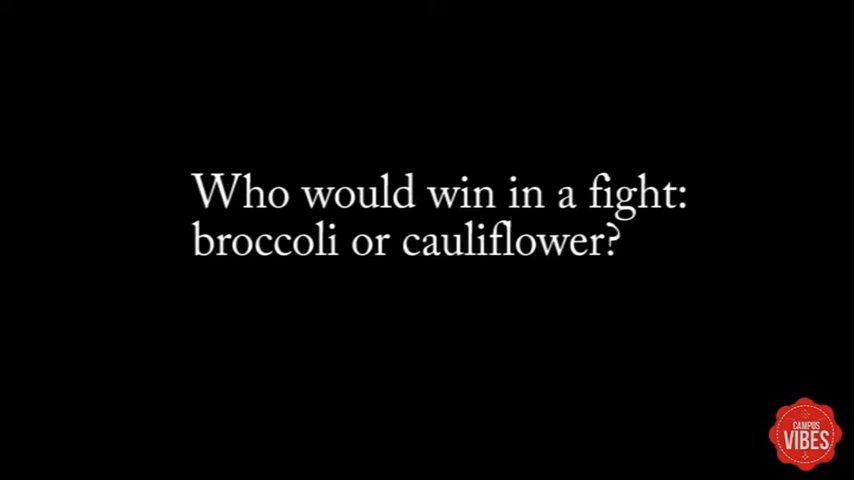 Who would win in a fight:
broccoli or cauliflower?
CAMPUS
VIBES